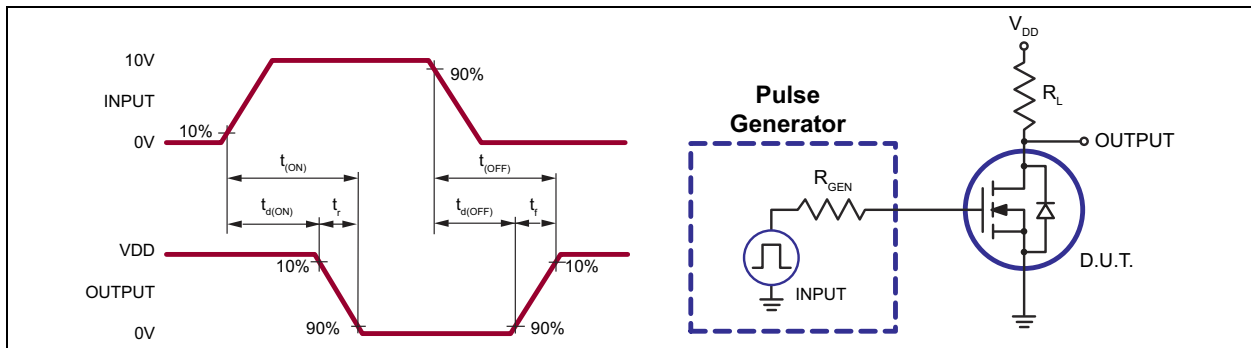 10V
INPUT
0V
10%
90%
t(ON)
t(OFF)
td(ON)
tr
td(OFF)
tf
VDD
OUTPUT
0V
10%
90%
90%
10%
Pulse
Generator
RGEN
INPUT
VDD
RL
OUTPUT
D.U.T.